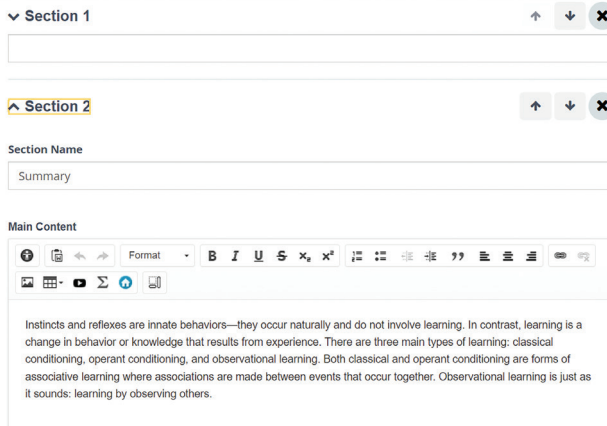 Section 1
Section 2
Section Name
Summary
Main Content
Format
B I U S x₂ x²
Instincts and reflexes are innate behaviors—they occur naturally and do not involve learning. In contrast, learning is a
change in behavior or knowledge that results from experience. There are three main types of learning: classical
conditioning, operant conditioning, and observational learning. Both classical and operant conditioning are forms of
associative learning where associations are made between events that occur together. Observational learning is just as
it sounds: learning by observing others.